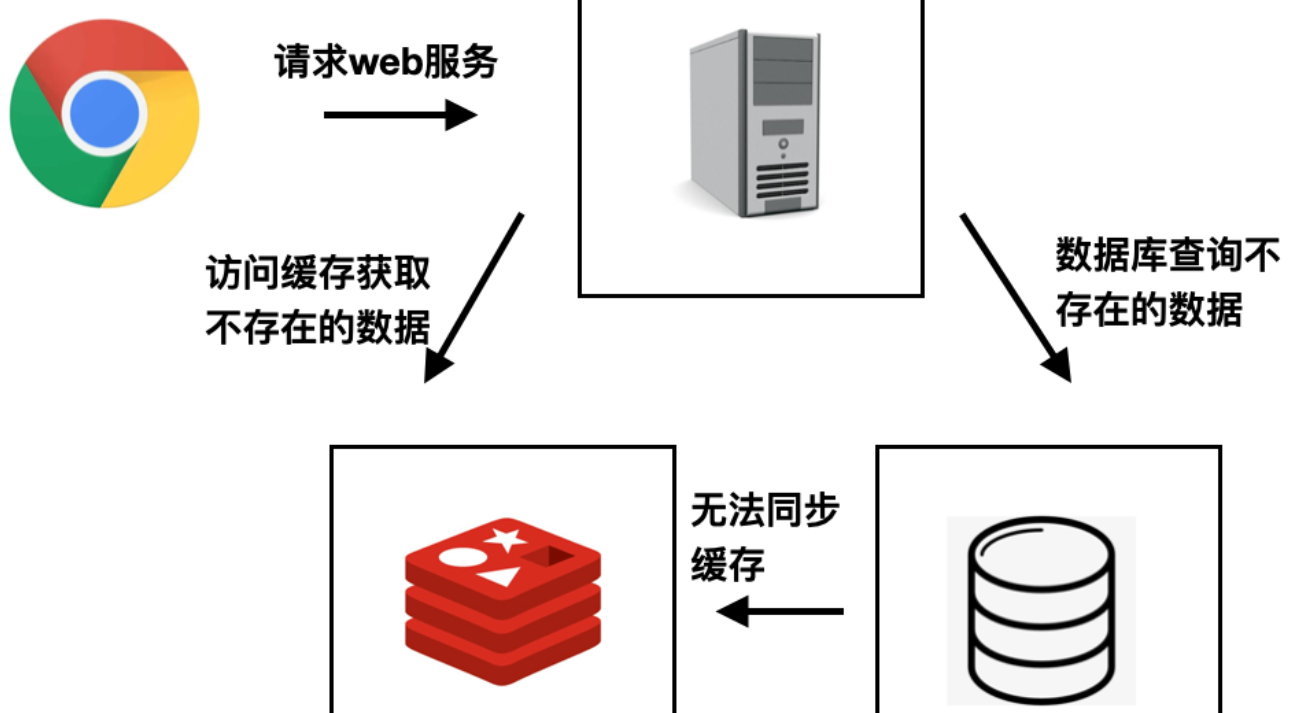 请求web服务
访问缓存获取
不存在的数据
数据库查询不
存在的数据
无法同步
缓存